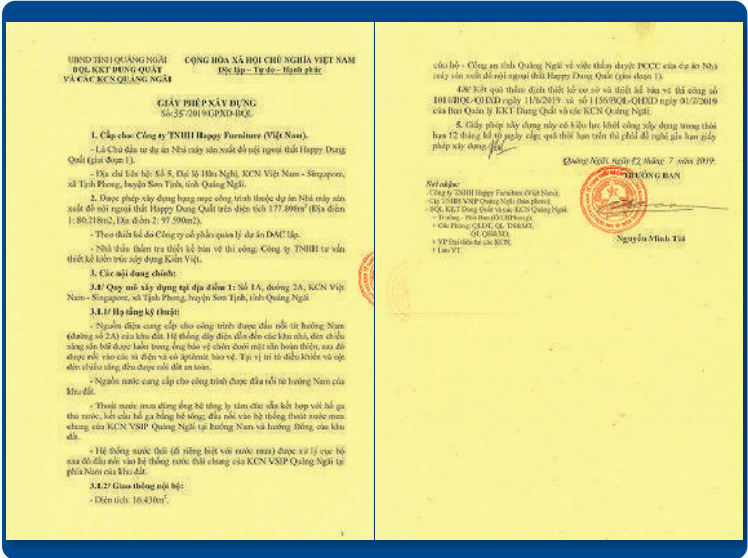 UBND TỈNH QUẢNG NGÃI
BQL KKT DUNG QUẤT
VÀ CÁC KCN QUẢNG NGÃI
CỘNG HÒA XÃ HỘI CHỦ NGHĨA VIỆT NAM
Độc lập – Tự do – Hạnh phúc
GIẤY PHÉP XÂY DỰNG
Số: 55/2019/GPXD-BQL
1. Cấp cho: Công ty TNHH Happy Furniture (Việt Nam).
- Là Chủ đầu tư dự án Nhà máy sản xuất đồ nội ngoại thất Happy Dung
Quất (giai đoạn 1).
- Địa chỉ liên hệ: Số 5, Đại lộ Hữu Nghị, KCN Việt Nam - Singapore,
xã Tịnh Phong, huyện Sơn Tịnh, tỉnh Quảng Ngãi.
2. Được phép xây dựng hạng mục công trình thuộc dự án Nhà máy sản
xuất đồ nội ngoại thất Happy Dung Quất trên diện tích 177.808m² (Địa điểm
1: 80.218m2, Địa điểm 2: 97.590m2).
- Theo thiết kế do Công ty cổ phần quản lý dự án DAC lập.
- Nhà thầu thẩm tra thiết kế bản vẽ thi công: Công ty TNHH tư vấn
thiết kế kiến trúc xây dựng Kiến Việt.
3. Các nội dung chính:
3.1/ Quy mô xây dựng tại địa điểm 1: Số 1A, đường 2A, KCN Việt
Nam - Singapore, xã Tịnh Phong, huyện Sơn Tịnh, tỉnh Quảng Ngãi
3.1.1/ Hạ tầng kỹ thuật:
- Nguồn điện cung cấp cho công trình được đấu nối từ hướng Nam
(đường số 2A) của khu đất. Hệ thống dây điện dẫn đến các khu nhà, đèn chiếu
sáng sân bãi được luồn trong ống bảo vệ chôn dưới mặt sân hoàn thiện, sau đó
được nối vào các tủ điện và có áptômát bảo vệ. Tại vị trí tủ điều khiển và cột
đèn chiếu sáng đều được nối đất an toàn.
- Nguồn nước cung cấp cho công trình được đấu nối từ hướng Nam của
khu đất.
- Thoát nước mưa dùng ống bê tông ly tâm đúc sẵn kết hợp với hố ga
thu nước, kết cấu hố ga bằng bê tông; đấu nối vào hệ thống thoát nước mưa
chung của KCN VSIP Quảng Ngãi tại hướng Nam và hướng Đông của khu
đất.
- Hệ thống nước thải (đi riêng biệt với nước mưa) được xử lý cục bộ
sau đó đấu nối vào hệ thống nước thải chung của KCN VSIP Quảng Ngãi tại
phía Nam của khu đất.
3.1.2/ Giao thông nội bộ:
- Diện tích: 16.430m².
1
cứu hộ - Công an tỉnh Quảng Ngãi về việc thẩm duyệt PCCC của dự án Nhà
máy sản xuất đồ nội ngoại thất Happy Dung Quất (giai đoạn 1).
4.8/ Kết quả thẩm định thiết kế cơ sở và thiết kế bản vẽ thi công số
1014/BQL-QHXD ngày 11/6/2019 và số 1156/BQL-QHXD ngày 01/7/2019
của Ban Quản lý KKT Dung Quất và các KCN Quảng Ngãi.
5. Giấy phép xây dựng này có hiệu lực khởi công xây dựng trong thời
hạn 12 tháng kể từ ngày cấp; quá thời hạn trên thì phải đề nghị gia hạn giấy
phép xây dựng.
Quảng Ngãi, ngày 12 tháng 7 năm 2019
TRƯỞNG BAN
Nơi nhận:
- Công ty TNHH Happy Furniture (Việt Nam);
- Cty TNHH VSIP Quảng Ngãi (bản photo);
- BQL KKT Dung Quất và các KCN Quảng Ngãi:
+ Trưởng - Phó Ban
+ Các Phòng: QLĐT, QL TN&MT,
QL QH&XD;
+ VP Đại diện tại các KCN;
+ Lưu VT.
Nguyễn Minh Tài